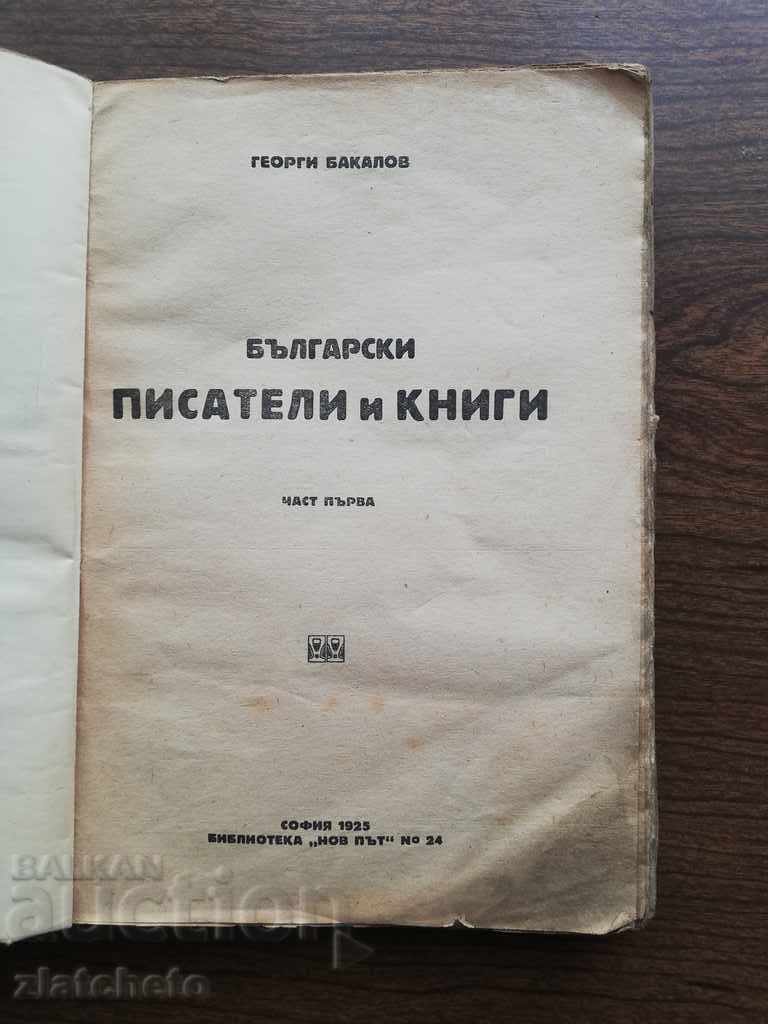 ГЕОРГИ БАКАЛОВ
БЪЛГАРСКИ
ПИСАТЕЛИ и КНИГИ
ЧАСТ ПЪРВА
СОФИЯ 1925
БИБЛИОТЕКА „НОВ ПЪТ“ № 24
BALKAN
auction
zlatcheto